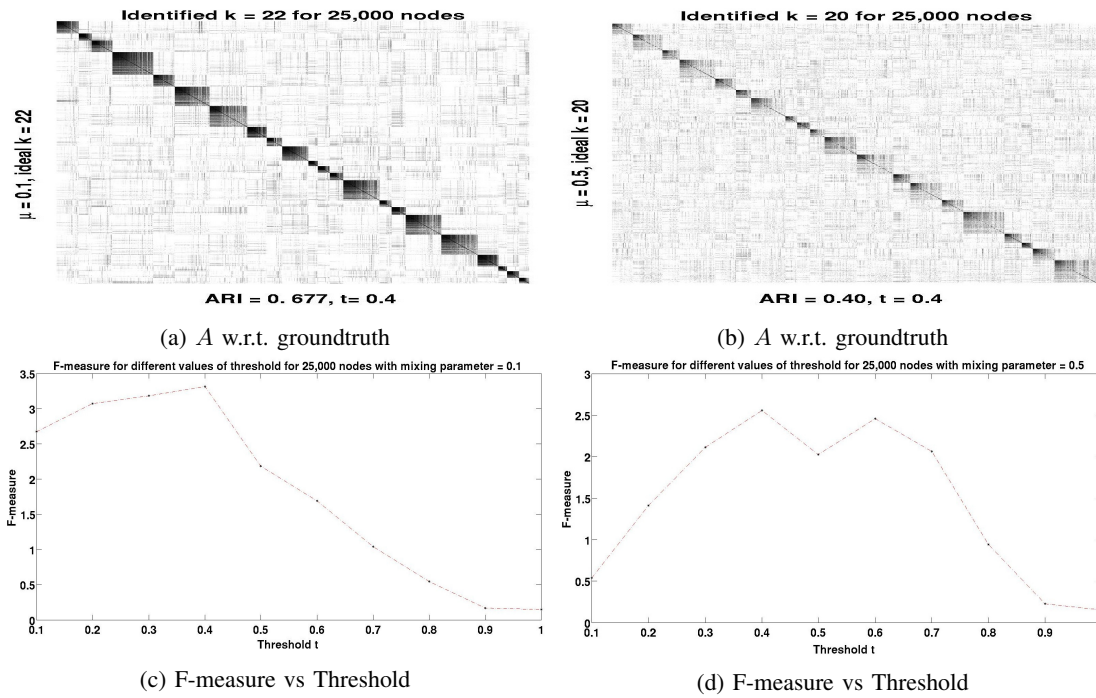 Identified k = 22 for 25,000 nodes
μ = 0.1, ideal k = 22
ARI = 0. 677, t= 0.4
(a) A w.r.t. groundtruth
Identified k = 20 for 25,000 nodes
μ = 0.5, ideal k = 20
ARI = 0.40, t = 0.4
(b) A w.r.t. groundtruth
F-measure for different values of threshold for 25,000 nodes with mixing parameter = 0.1
F-measure
3.5
3
2.5
2
1.5
1
0.5
0
0.1 0.2 0.3 0.4 0.5 0.6 0.7 0.8 0.9 1
Threshold t
(c) F-measure vs Threshold
F-measure for different values of threshold for 25,000 nodes with mixing parameter = 0.5
F-measure
3
2.5
2
1.5
1
0.5
0
0.1 0.2 0.3 0.4 0.5 0.6 0.7 0.8 0.9
Threshold t
(d) F-measure vs Threshold